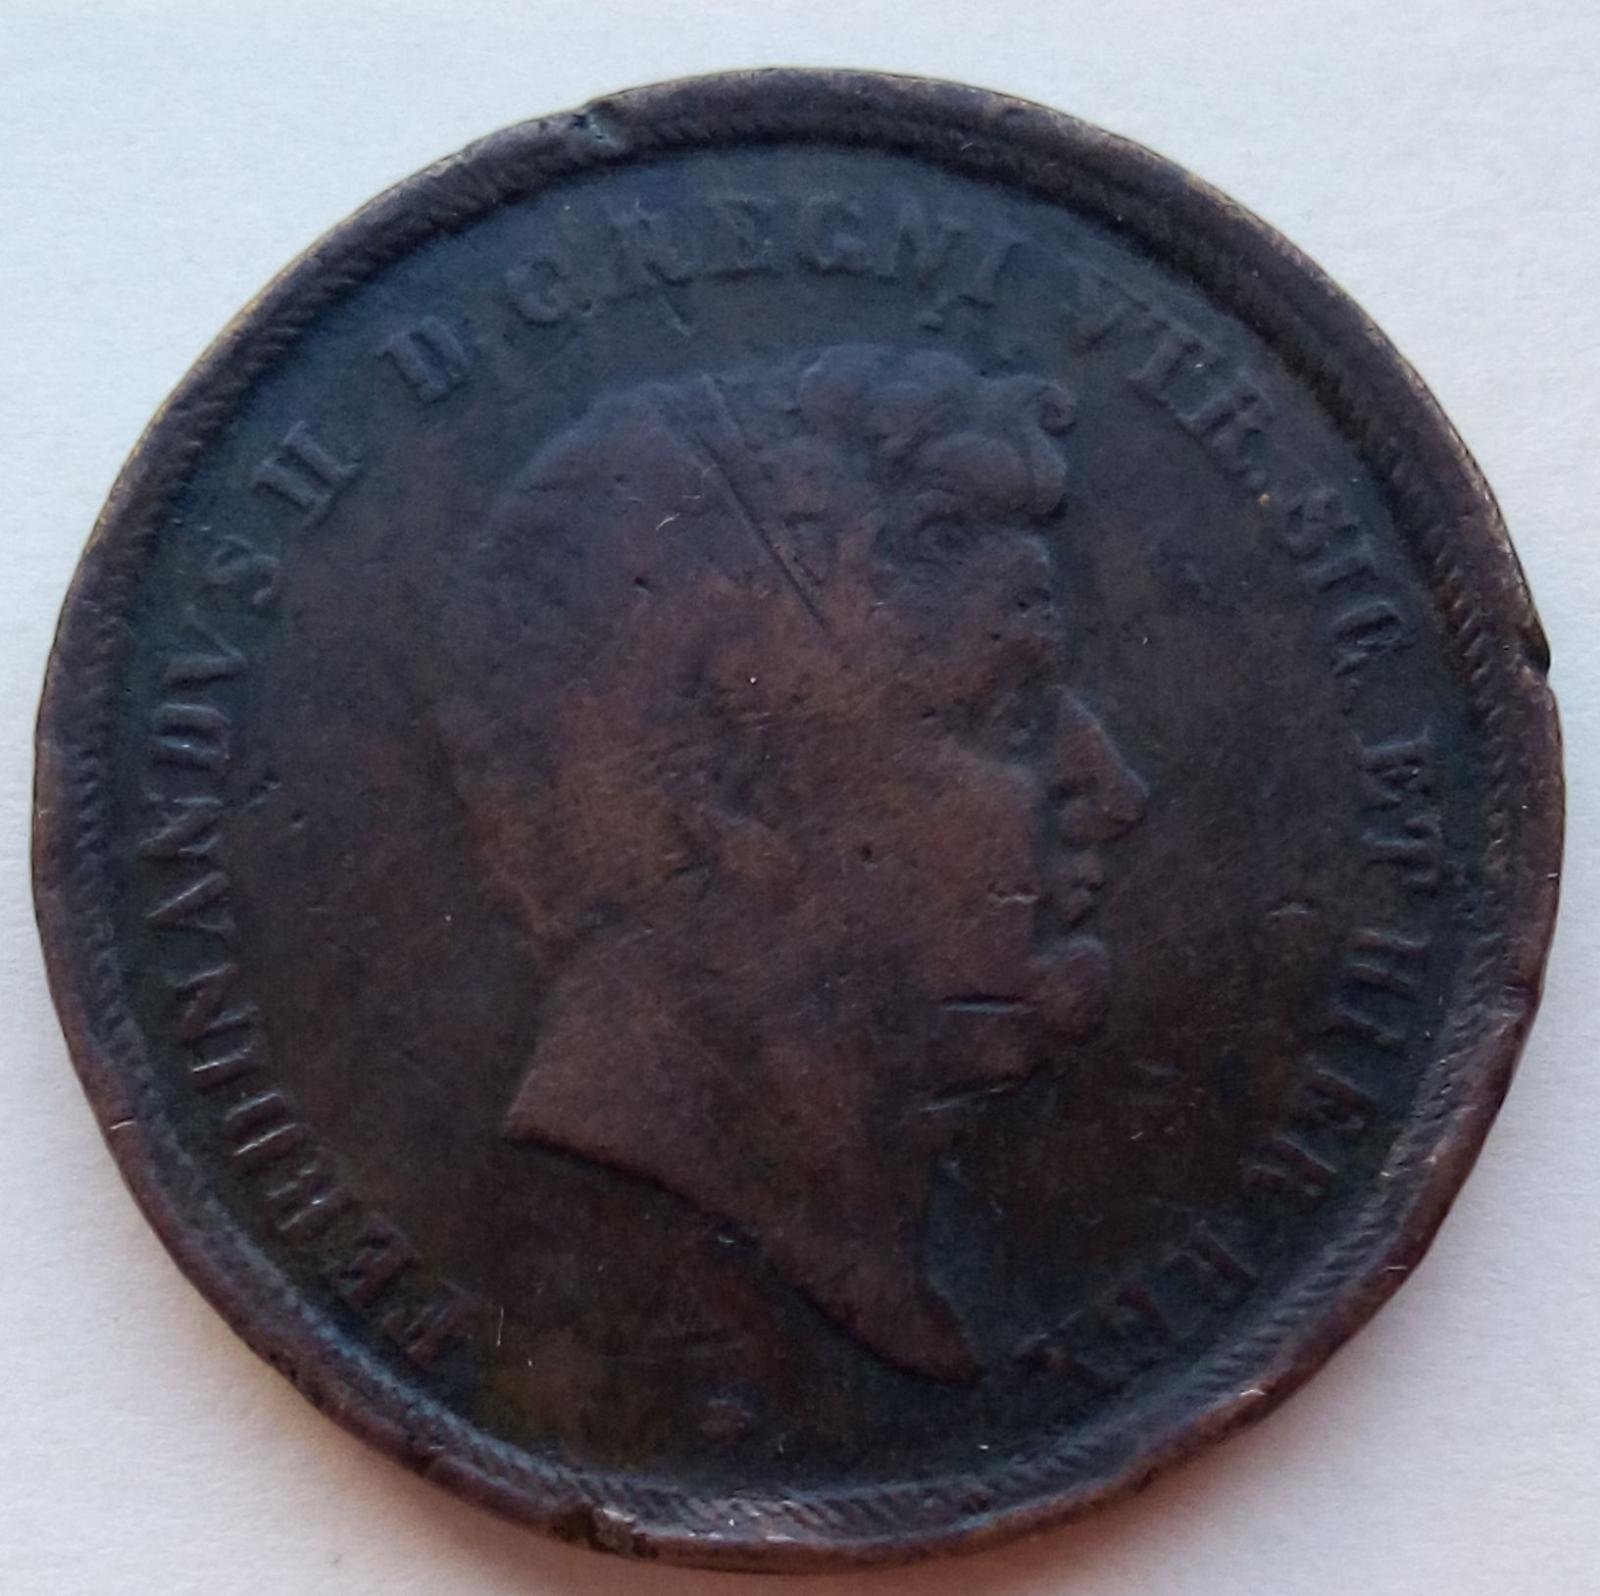 FERDINANDVS II D. G. REGNI VTR. SIC. ET HIER. REX